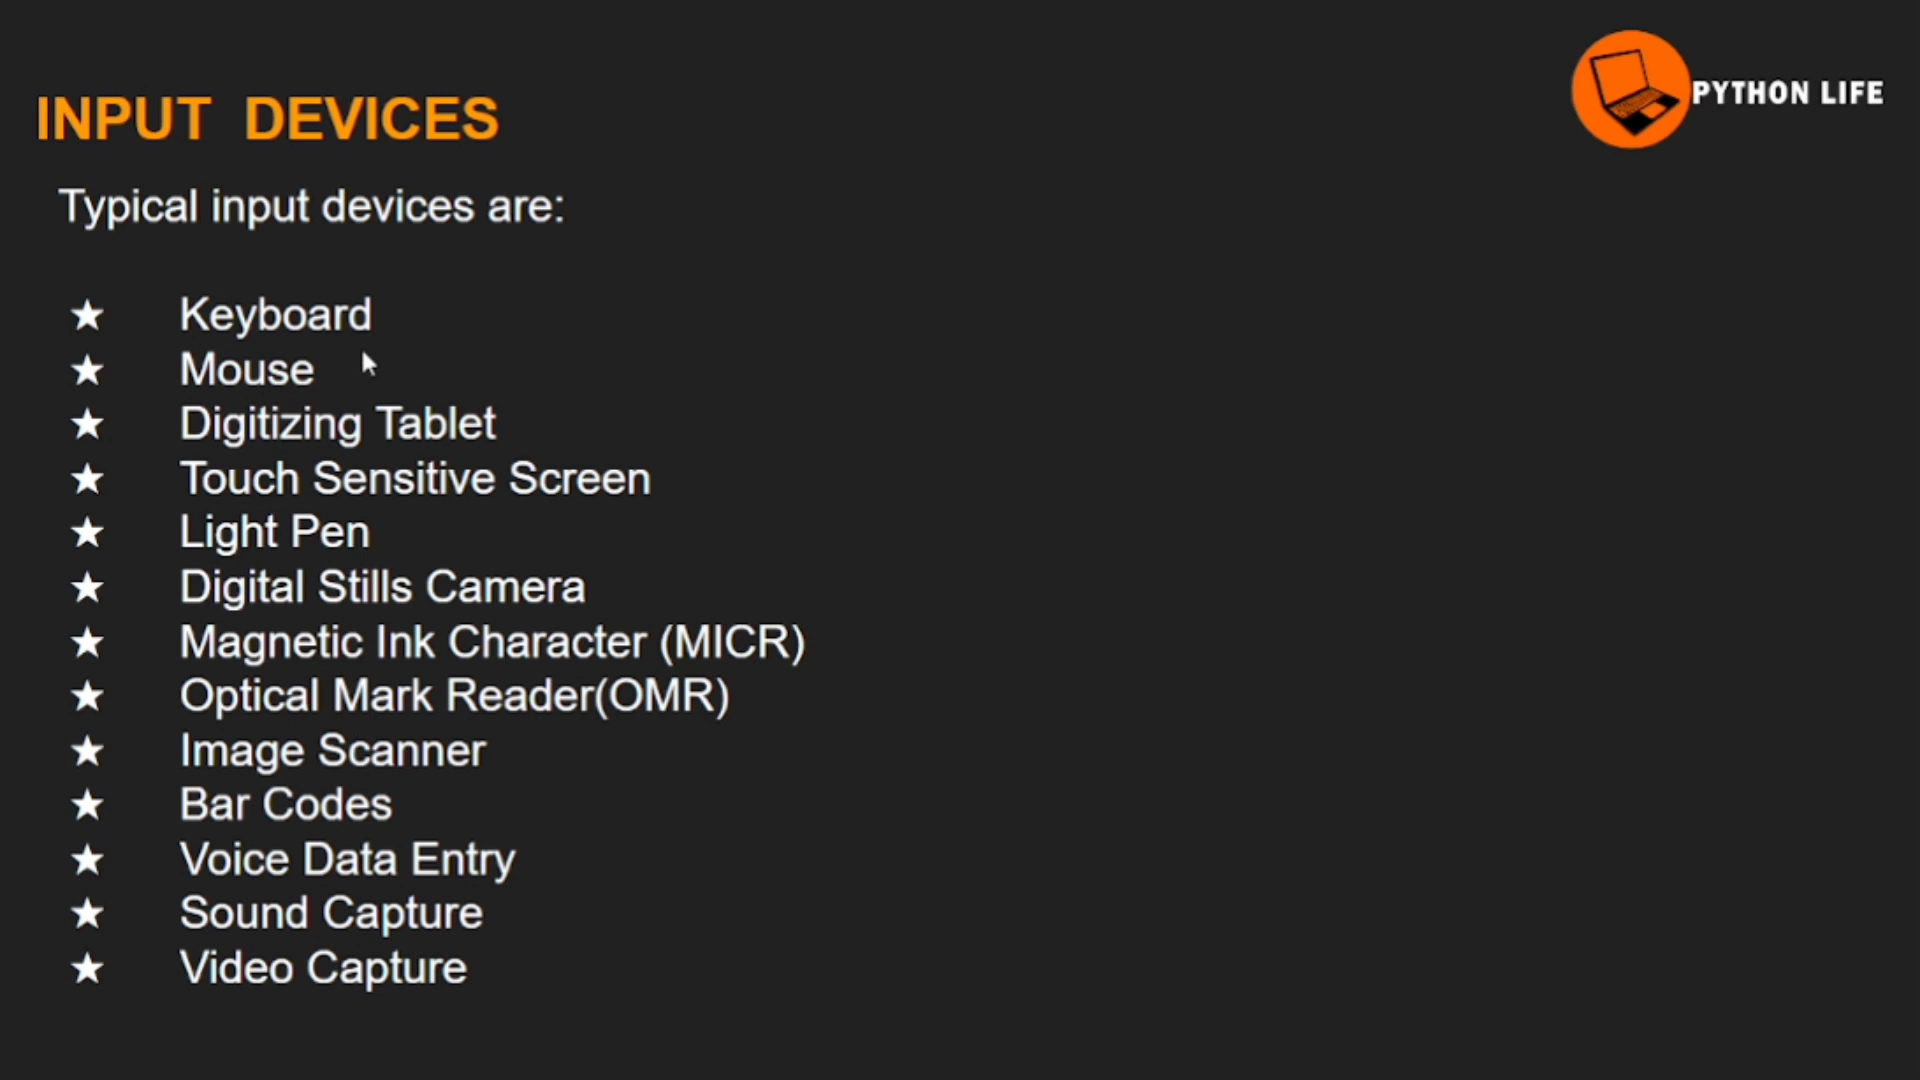 PYTHON LIFE
INPUT DEVICES
Typical input devices are:
★ Keyboard
★ Mouse
★ Digitizing Tablet
★ Touch Sensitive Screen
★ Light Pen
★ Digital Stills Camera
★ Magnetic Ink Character (MICR)
★ Optical Mark Reader(OMR)
★ Image Scanner
★ Bar Codes
★ Voice Data Entry
★ Sound Capture
★ Video Capture